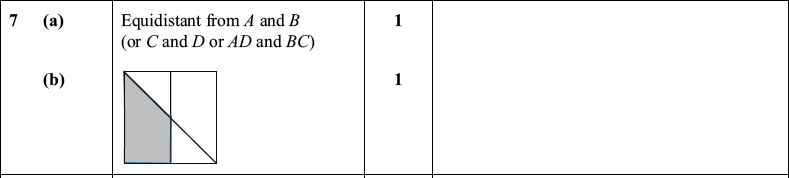 7 (a) Equidistant from A and B 1
(or C and D or AD and BC)
(b) 1